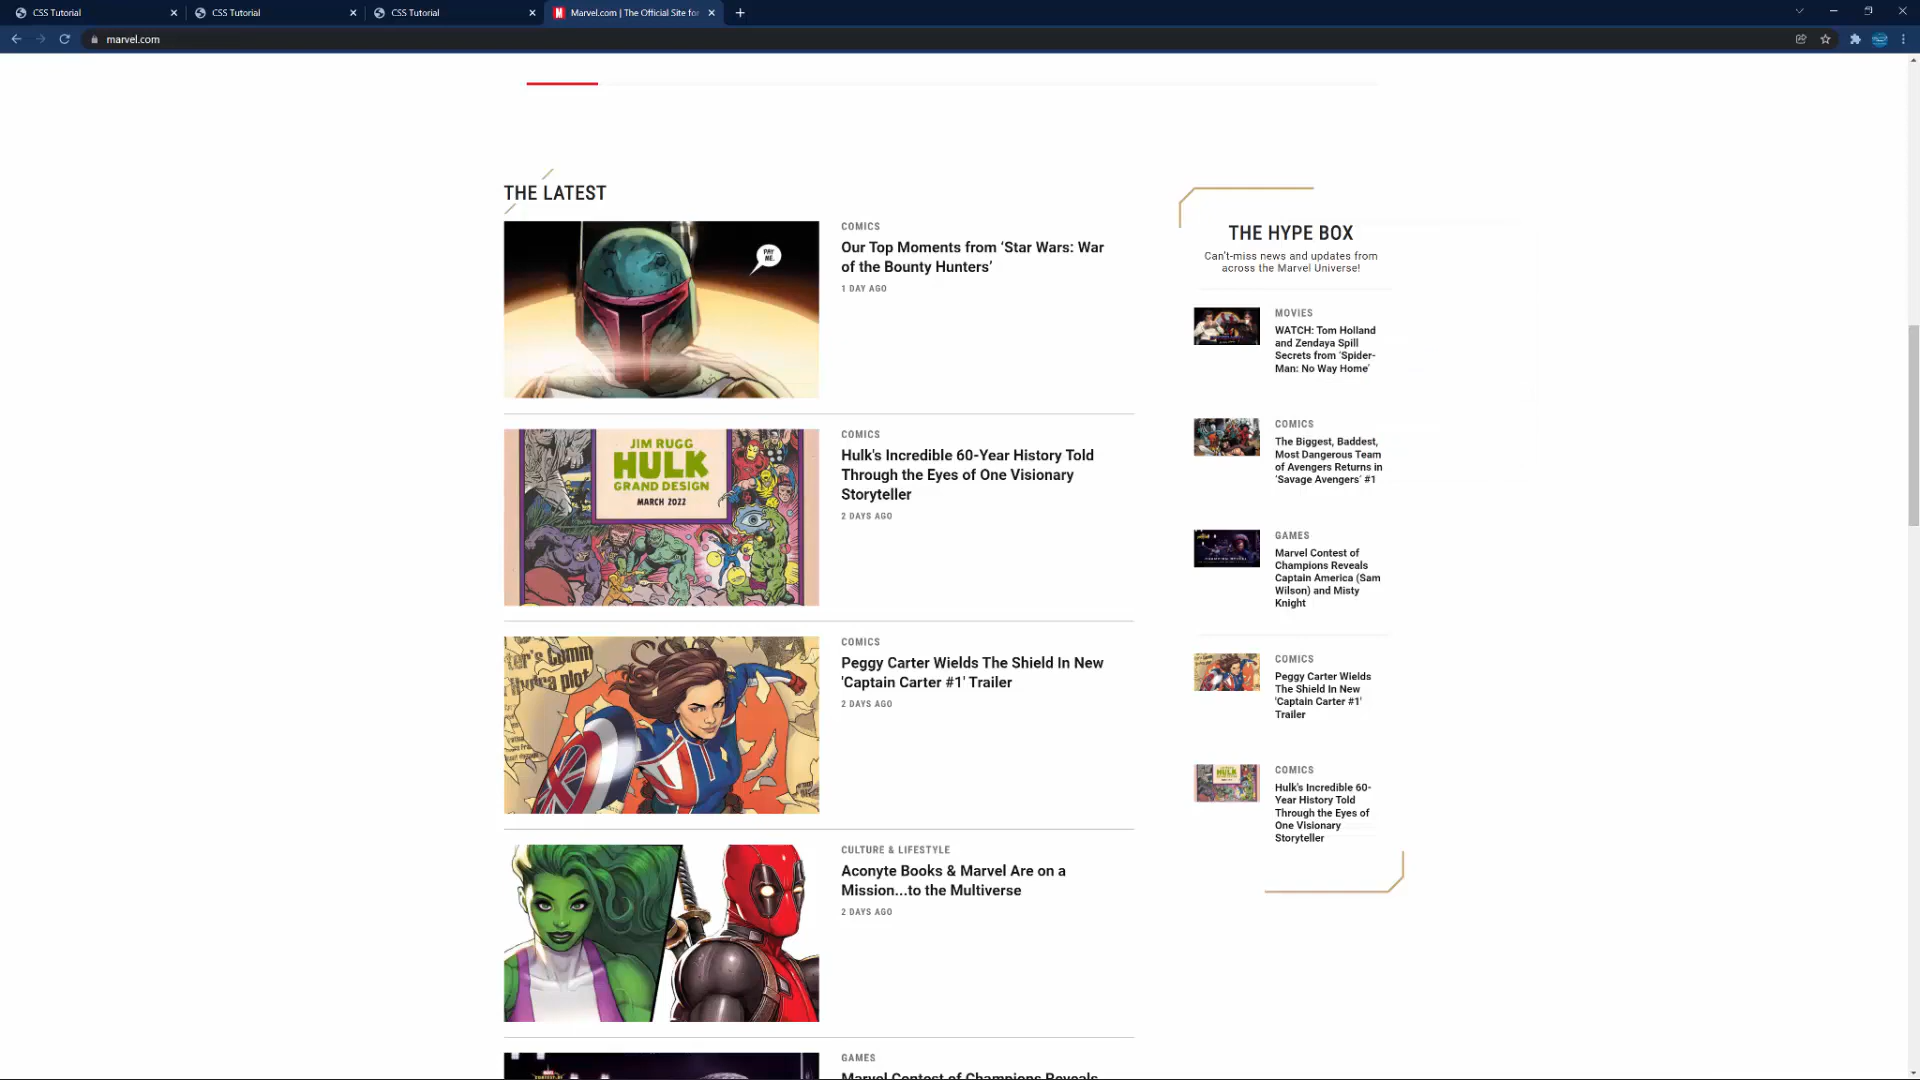 CSS Tutorial
CSS Tutorial
CSS Tutorial
Marvel.com | The Official Site for
marvel.com
THE LATEST
PAY
ME.
COMICS
Our Top Moments from ‘Star Wars: War
of the Bounty Hunters’
1 DAY AGO
JIM RUGG
HULK
GRAND DESIGN
MARCH 2022
COMICS
Hulk's Incredible 60-Year History Told
Through the Eyes of One Visionary
Storyteller
2 DAYS AGO
COMICS
Peggy Carter Wields The Shield In New
'Captain Carter #1' Trailer
2 DAYS AGO
CULTURE & LIFESTYLE
Aconyte Books & Marvel Are on a
Mission...to the Multiverse
2 DAYS AGO
GAMES
Marvel Contest of Champions Reveals
THE HYPE BOX
Can't-miss news and updates from
across the Marvel Universe!
MOVIES
WATCH: Tom Holland
and Zendaya Spill
Secrets from ‘Spider-
Man: No Way Home’
COMICS
The Biggest, Baddest,
Most Dangerous Team
of Avengers Returns in
‘Savage Avengers’ #1
GAMES
Marvel Contest of
Champions Reveals
Captain America (Sam
Wilson) and Misty
Knight
COMICS
Peggy Carter Wields
The Shield In New
'Captain Carter #1'
Trailer
COMICS
Hulk's Incredible 60-
Year History Told
Through the Eyes of
One Visionary
Storyteller